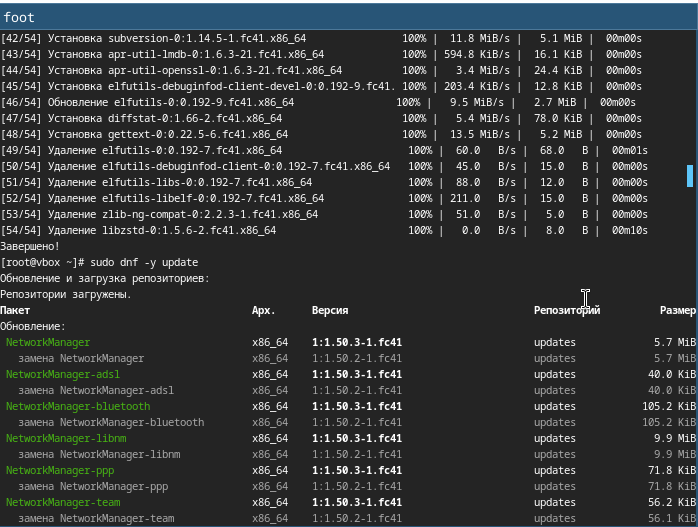 foot
[42/54] Установка subversion-0:1.14.5-1.fc41.x86_64 100% | 11.8 MiB/s | 5.1 MiB | 00m00s
[43/54] Установка apr-util-lmdb-0:1.6.3-21.fc41.x86_64 100% | 594.8 KiB/s | 16.1 KiB | 00m00s
[44/54] Установка apr-util-openssl-0:1.6.3-21.fc41.x86_64 100% | 3.4 MiB/s | 24.4 KiB | 00m00s
[45/54] Установка elfutils-debuginfod-client-devel-0:0.192-9.fc41. 100% | 203.4 KiB/s | 12.8 KiB | 00m00s
[46/54] Обновление elfutils-0:0.192-9.fc41.x86_64 100% | 9.5 MiB/s | 2.7 MiB | 00m00s
[47/54] Установка diffstat-0:1.66-2.fc41.x86_64 100% | 5.4 MiB/s | 78.0 KiB | 00m00s
[48/54] Установка gettext-0:0.22.5-6.fc41.x86_64 100% | 13.5 MiB/s | 5.2 MiB | 00m00s
[49/54] Удаление elfutils-0:0.192-7.fc41.x86_64 100% | 60.0 B/s | 68.0 B | 00m01s
[50/54] Удаление elfutils-debuginfod-client-0:0.192-7.fc41.x86_64 100% | 45.0 B/s | 15.0 B | 00m00s
[51/54] Удаление elfutils-libs-0:0.192-7.fc41.x86_64 100% | 88.0 B/s | 12.0 B | 00m00s
[52/54] Удаление elfutils-libelf-0:0.192-7.fc41.x86_64 100% | 211.0 B/s | 15.0 B | 00m00s
[53/54] Удаление zlib-ng-compat-0:2.2.3-1.fc41.x86_64 100% | 51.0 B/s | 5.0 B | 00m00s
[54/54] Удаление libzstd-0:1.5.6-2.fc41.x86_64 100% | 0.0 B/s | 8.0 B | 00m10s
Завершено!
[root@vbox ~]# sudo dnf -y update
Обновление и загрузка репозиториев:
Репозитории загружены.
Пакет Арх. Версия Репозиторий Размер
Обновление:
NetworkManager x86_64 1:1.50.3-1.fc41 updates 5.7 MiB
замена NetworkManager x86_64 1:1.50.2-1.fc41 updates 5.7 MiB
NetworkManager-adsl x86_64 1:1.50.3-1.fc41 updates 40.0 KiB
замена NetworkManager-adsl x86_64 1:1.50.2-1.fc41 updates 40.0 KiB
NetworkManager-bluetooth x86_64 1:1.50.3-1.fc41 updates 105.2 KiB
замена NetworkManager-bluetooth x86_64 1:1.50.2-1.fc41 updates 105.2 KiB
NetworkManager-libnm x86_64 1:1.50.3-1.fc41 updates 9.9 MiB
замена NetworkManager-libnm x86_64 1:1.50.2-1.fc41 updates 9.9 MiB
NetworkManager-ppp x86_64 1:1.50.3-1.fc41 updates 71.8 KiB
замена NetworkManager-ppp x86_64 1:1.50.2-1.fc41 updates 71.8 KiB
NetworkManager-team x86_64 1:1.50.3-1.fc41 updates 56.2 KiB
замена NetworkManager-team x86_64 1:1.50.2-1.fc41 updates 56.1 KiB